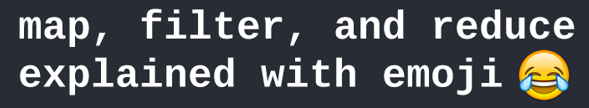 map, filter, and reduce
explained with emoji 😂